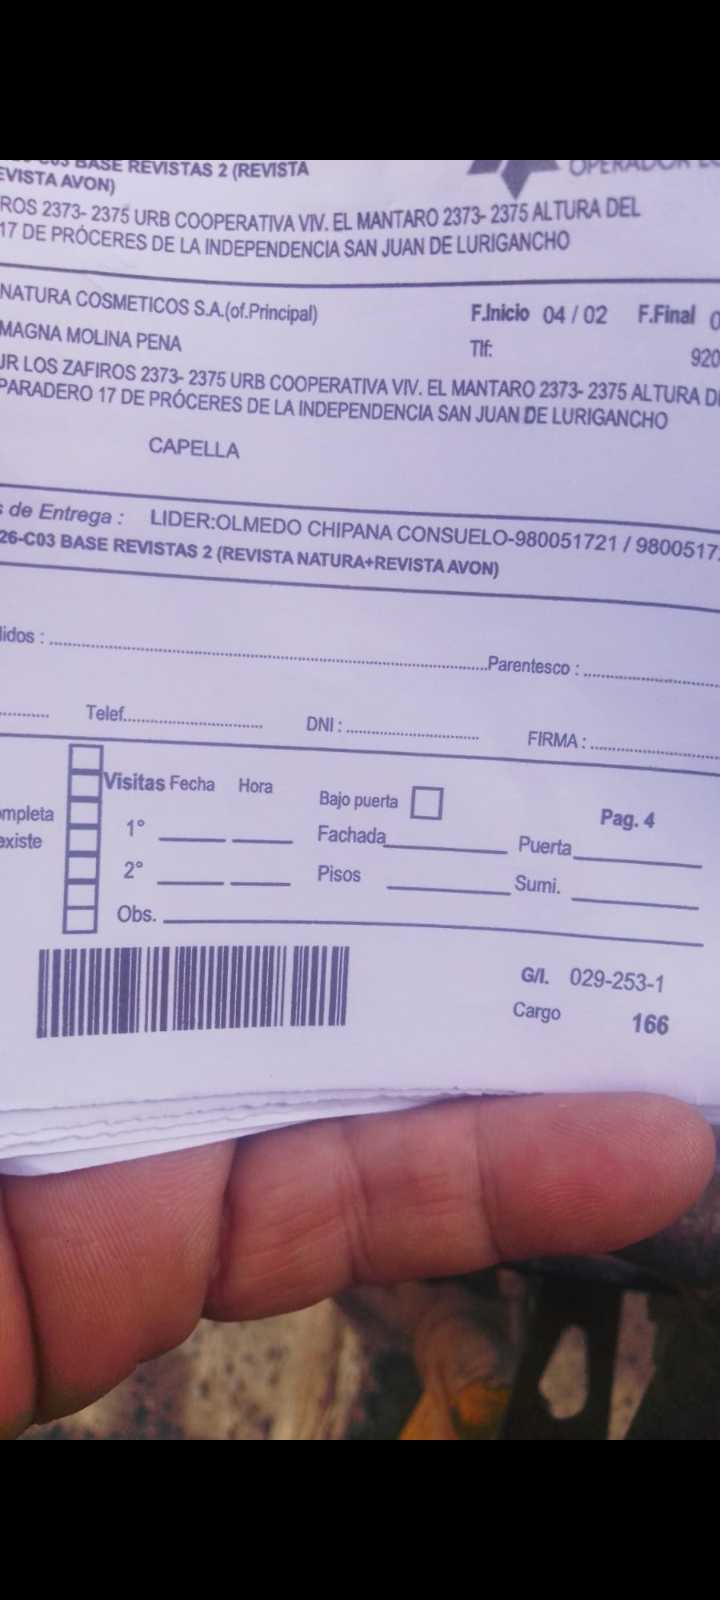 BASE REVISTAS 2 (REVISTA
EVISTA AVON)
OPERADOR
ROS 2373- 2375 URB COOPERATIVA VIV. EL MANTARO 2373- 2375 ALTURA DEL
17 DE PRÓCERES DE LA INDEPENDENCIA SAN JUAN DE LURIGANCHO
NATURA COSMETICOS S.A.(of.Principal)
F.Inicio 04 / 02 F.Final 0
MAGNA MOLINA PENA
Tlf: 920
JR LOS ZAFIROS 2373- 2375 URB COOPERATIVA VIV. EL MANTARO 2373- 2375 ALTURA D
PARADERO 17 DE PRÓCERES DE LA INDEPENDENCIA SAN JUAN DE LURIGANCHO
CAPELLA
s de Entrega : LIDER:OLMEDO CHIPANA CONSUELO-980051721 / 98005172
26-C03 BASE REVISTAS 2 (REVISTA NATURA+REVISTA AVON)
lidos : Parentesco :
Telef. DNI : FIRMA :
Visitas Fecha Hora Bajo puerta Pag. 4
ompleta 1° Fachada Puerta
existe
2° Pisos Sumi.
Obs.
G/I. 029-253-1
Cargo 166